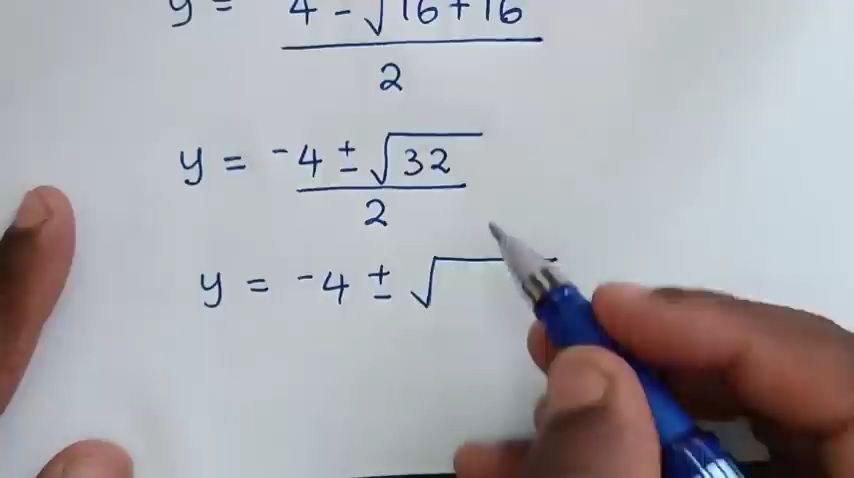 y = 4 - √16 + 16
2
y = -4 ± √32
2
y = -4 ± √